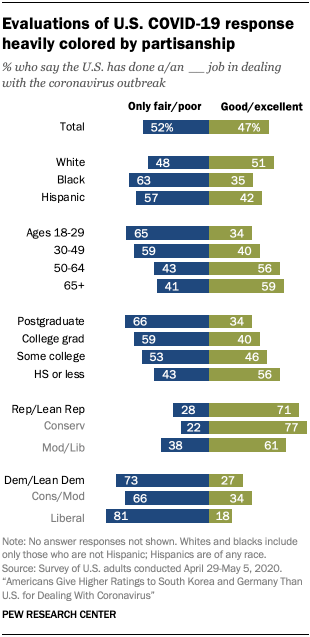 Evaluations of U.S. COVID-19 response
heavily colored by partisanship
% who say the U.S. has done a/an __ job in dealing
with the coronavirus outbreak
Only fair/poor Good/excellent
Total 52% 47%
White 48 51
Black 63 35
Hispanic 57 42
Ages 18-29 65 34
30-49 59 40
50-64 43 56
65+ 41 59
Postgraduate 66 34
College grad 59 40
Some college 53 46
HS or less 43 56
Rep/Lean Rep 28 71
Conserv 22 77
Mod/Lib 38 61
Dem/Lean Dem 73 27
Cons/Mod 66 34
Liberal 81 18
Note: No answer responses not shown. Whites and blacks include
only those who are not Hispanic; Hispanics are of any race.
Source: Survey of U.S. adults conducted April 29-May 5, 2020.
“Americans Give Higher Ratings to South Korea and Germany Than
U.S. for Dealing With Coronavirus”
PEW RESEARCH CENTER